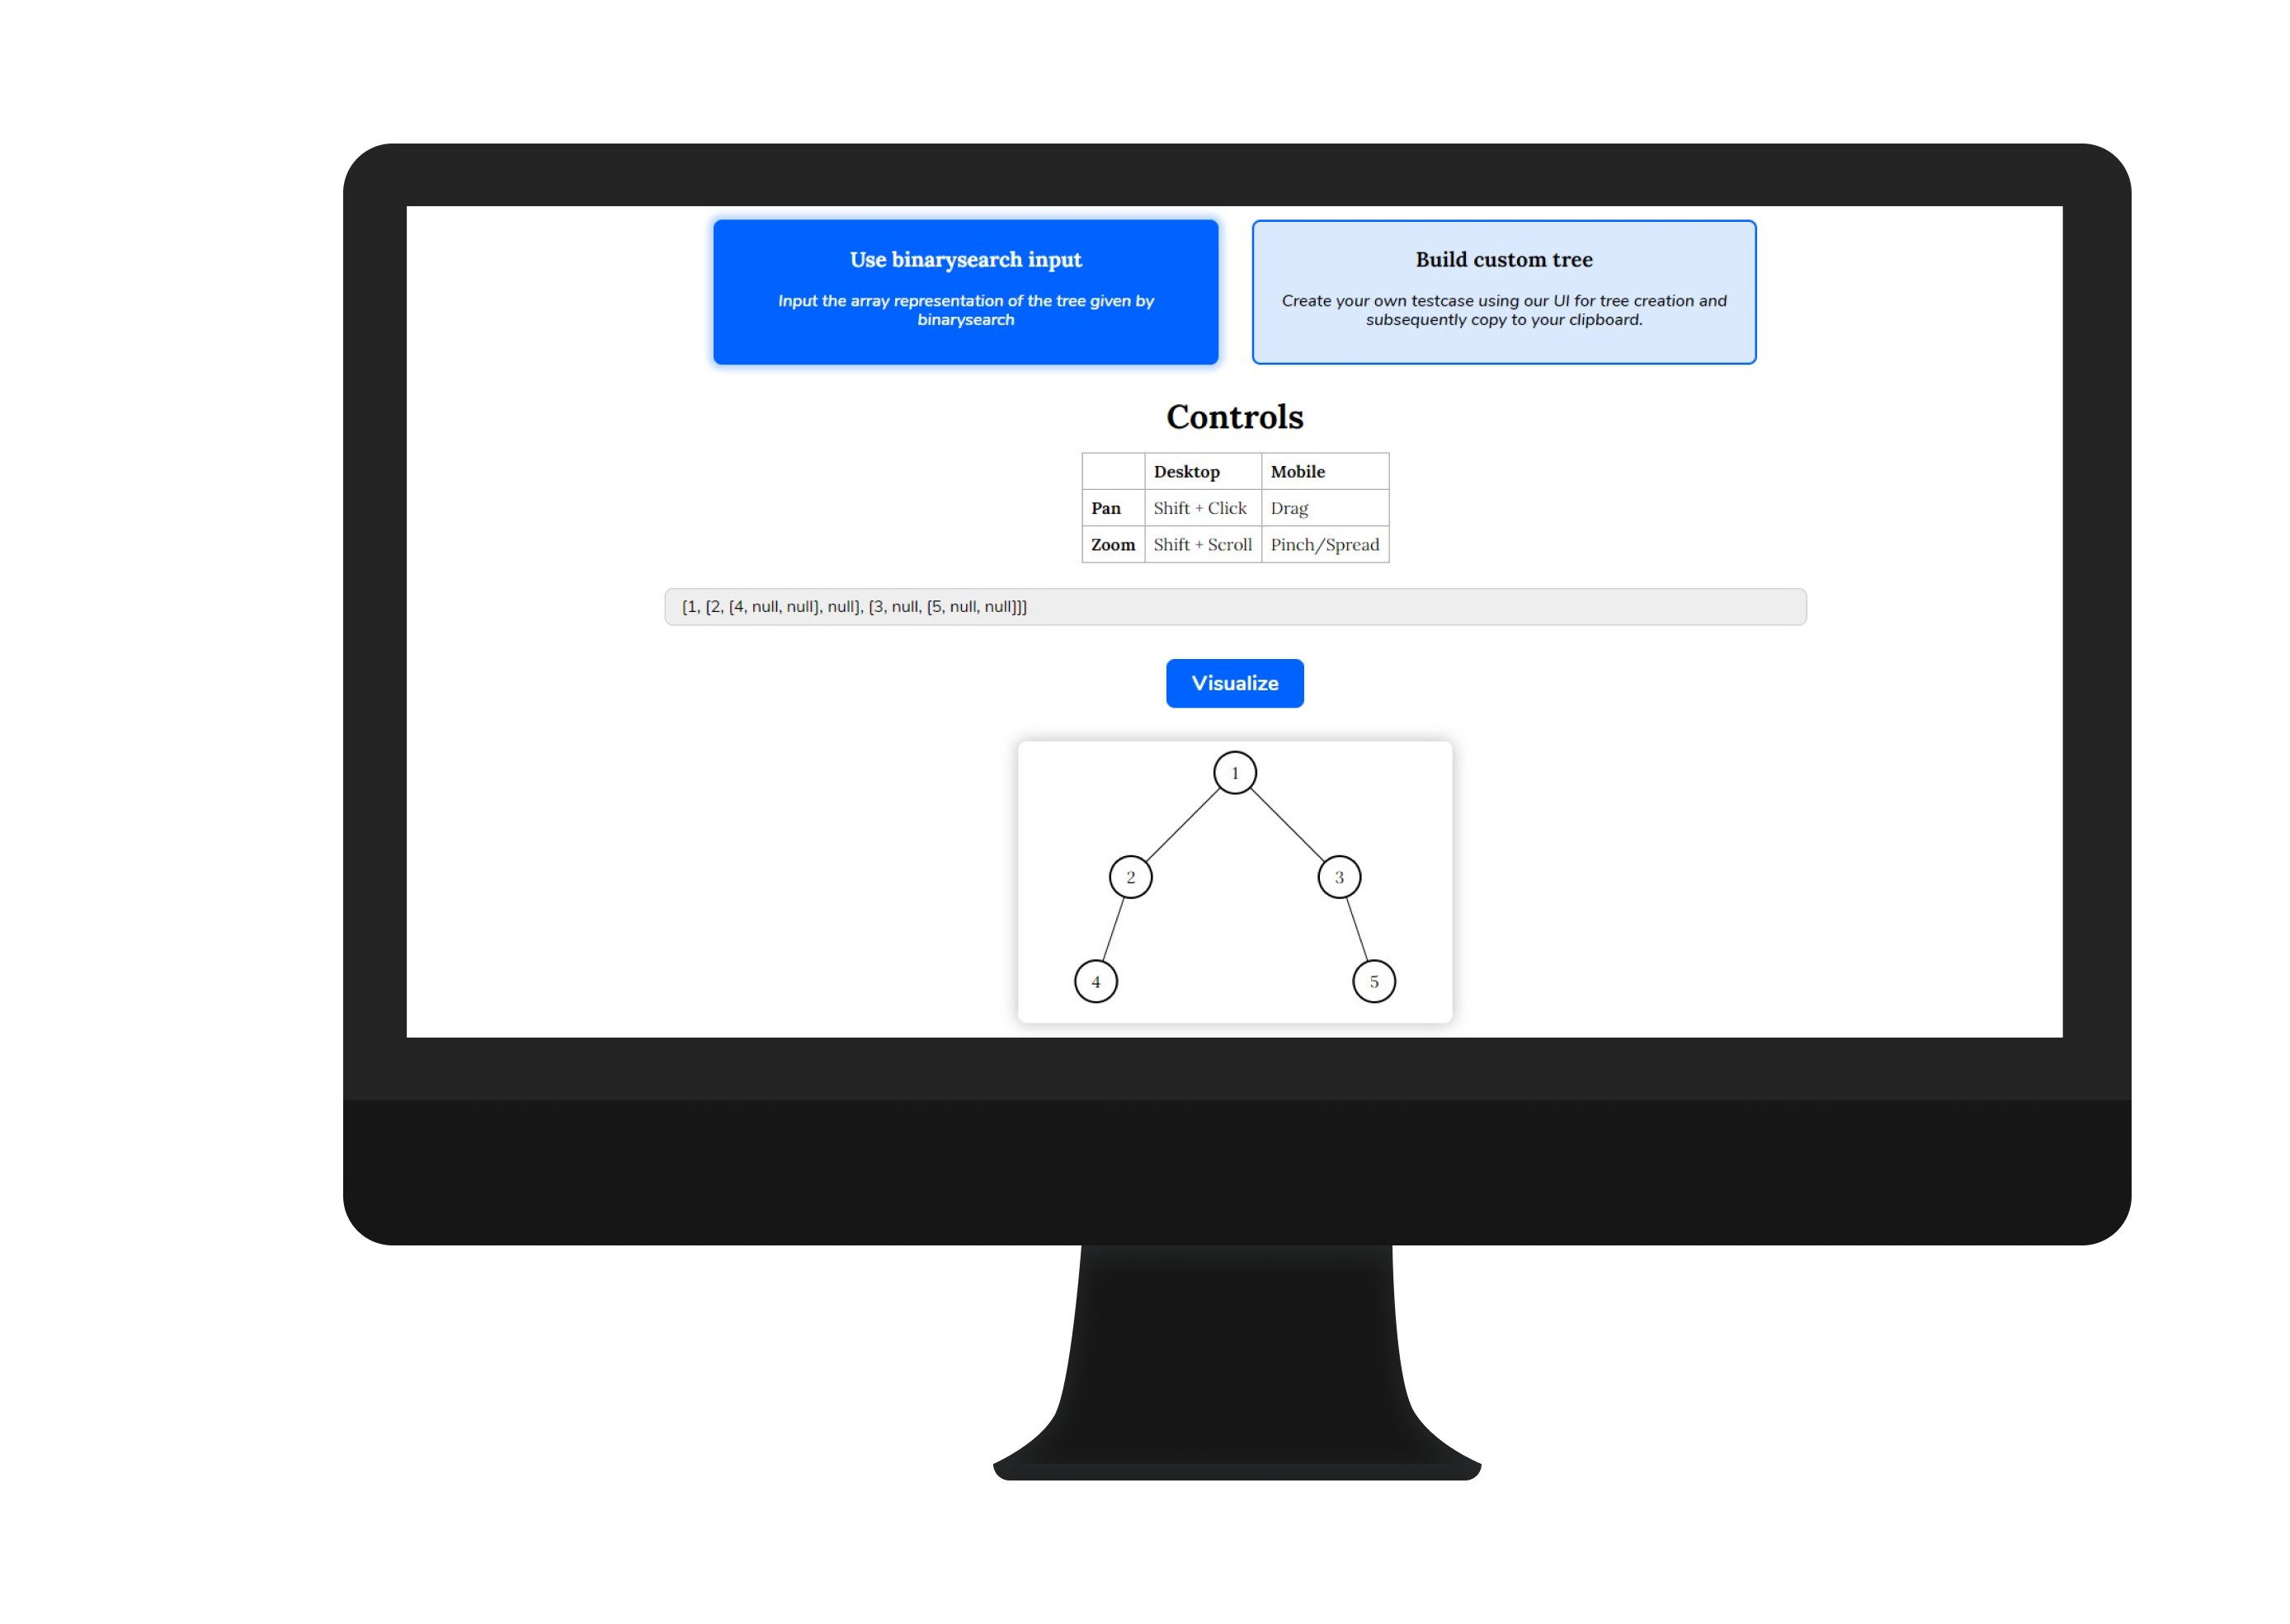 Use binarysearch input
Input the array representation of the tree given by
binarysearch
Build custom tree
Create your own testcase using our UI for tree creation and
subsequently copy to your clipboard.
Controls
Desktop Mobile
Pan Shift + Click Drag
Zoom Shift + Scroll Pinch/Spread
[1, [2, [4, null, null], null], [3, null, [5, null, null]]]
Visualize
1
2 3
4 5